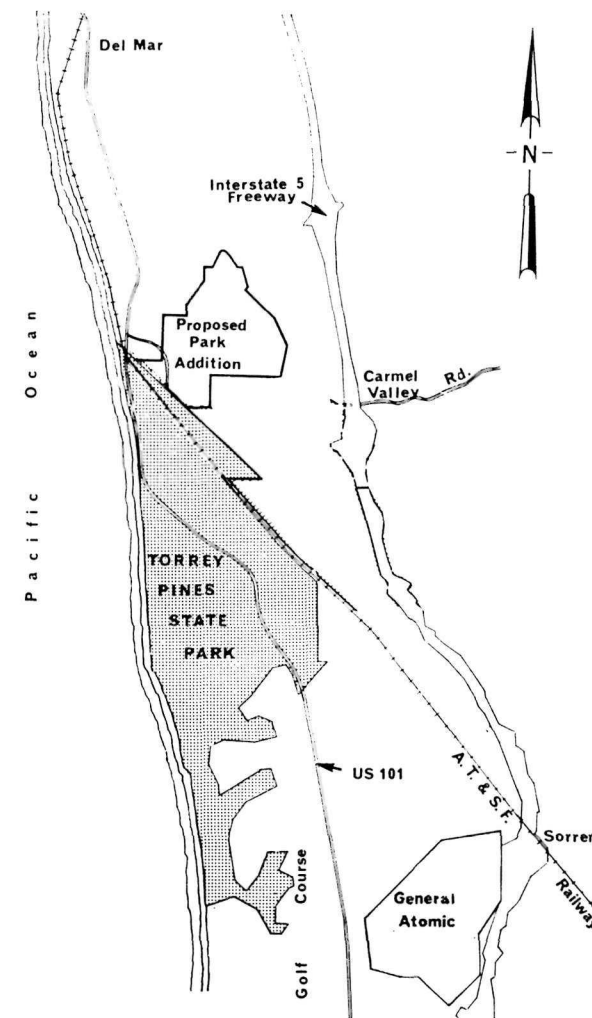 Del Mar
N
Interstate 5
Freeway
Proposed
Park
Addition
Carmel
Valley
Rd.
Pacific Ocean
TORREY
PINES
STATE
PARK
US 101
A.T. & S.F.
Railway
Sorren
General
Atomic
Golf Course